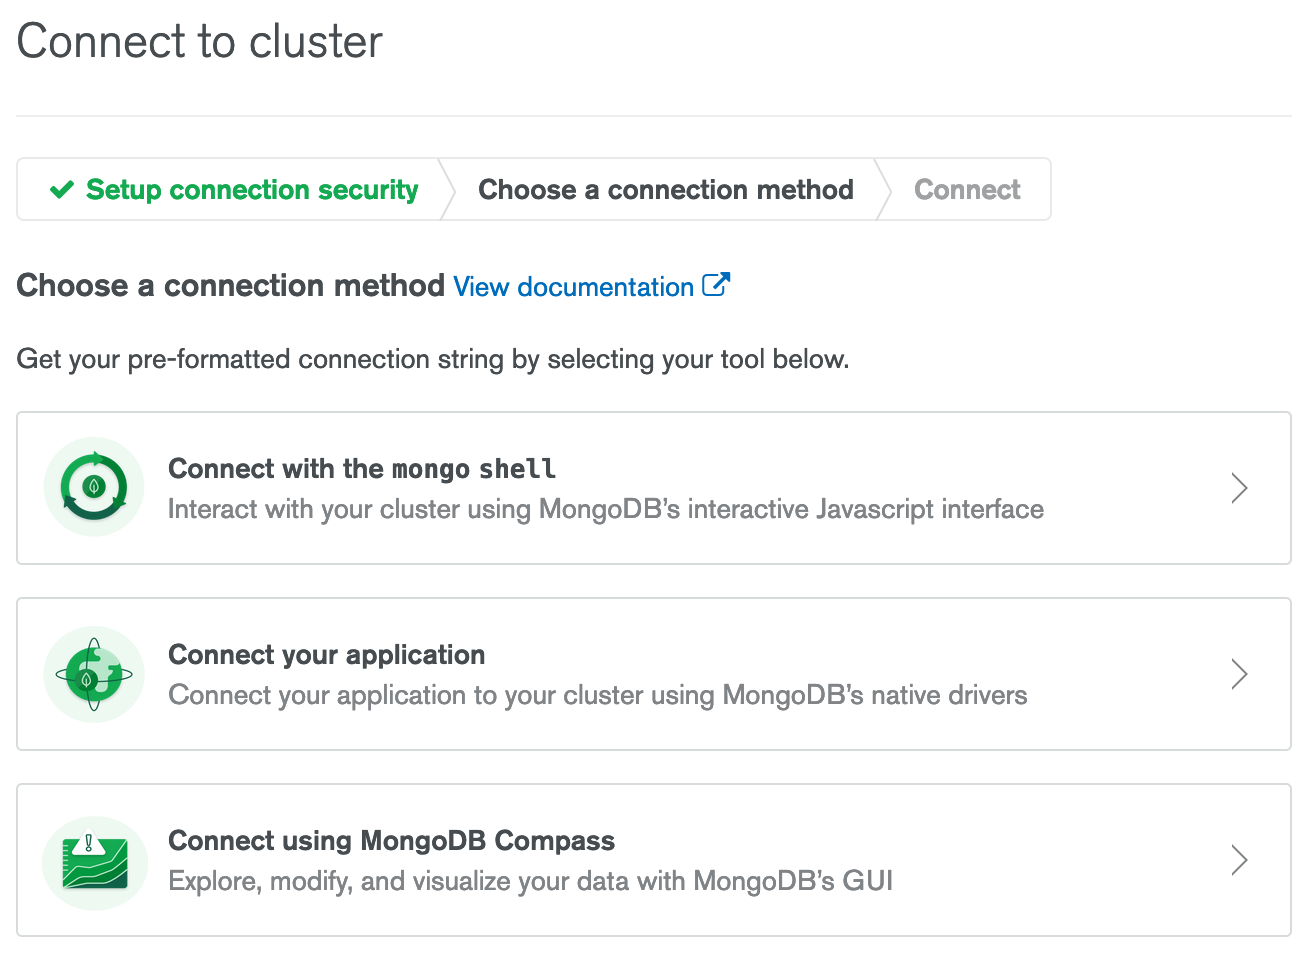 Connect to cluster
Setup connection security
Choose a connection method
Connect
Choose a connection method View documentation
Get your pre-formatted connection string by selecting your tool below.
Connect with the mongo shell
Interact with your cluster using MongoDB’s interactive Javascript interface
Connect your application
Connect your application to your cluster using MongoDB’s native drivers
Connect using MongoDB Compass
Explore, modify, and visualize your data with MongoDB’s GUI